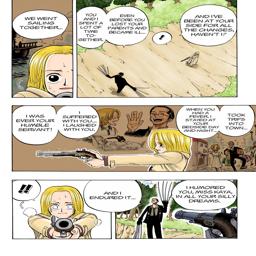 WE WENT
SAILING
TOGETHER...
YOU
AND I
SPENT A
LOT OF
TIME
TO-
GETHER.
EVEN
BEFORE YOU
LOST YOUR
PARENTS AND
BECAME ILL...
AND I'VE
BEEN AT YOUR
SIDE FOR ALL
THE CHANGES,
HAVEN'T I?
I WAS
EVER YOUR
HUMBLE
SERVANT!
I
SUFFERED
WITH YOU...
I LAUGHED
WITH YOU.
WHEN YOU
HAD A
FEVER, I
STAYED AT
YOUR
BEDSIDE DAY
AND NIGHT.
TOOK
TRIPS
INTO
TOWN...
!!
AND I
ENDURED IT...
I HUMORED
YOU, MISS KAYA,
IN ALL YOUR
SILLY
DREAMS.